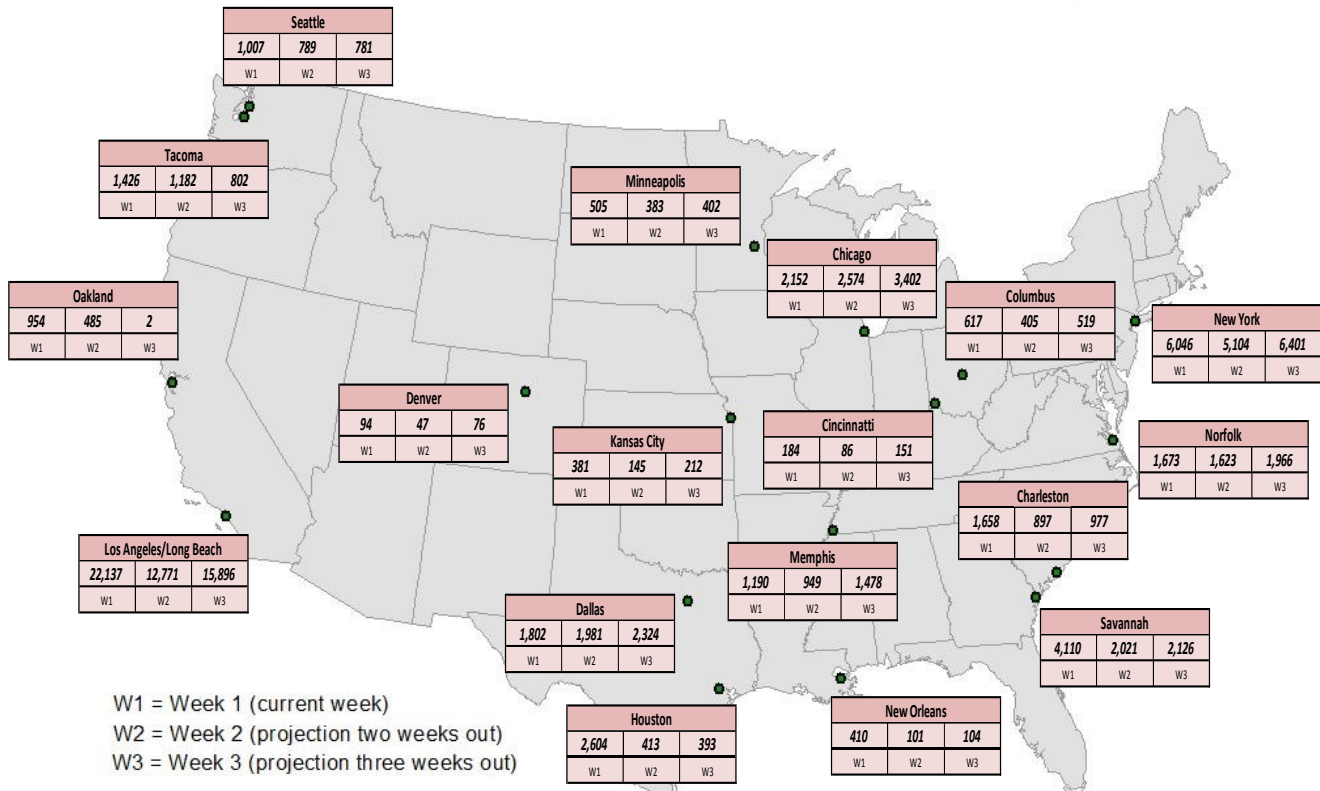 Seattle
1,007 789 781
W1 W2 W3
Tacoma
1,426 1,182 802
W1 W2 W3
Minneapolis
505 383 402
W1 W2 W3
Chicago
2,152 2,574 3,402
W1 W2 W3
Oakland
954 485 2
W1 W2 W3
Columbus
617 405 519
W1 W2 W3
New York
6,046 5,104 6,401
W1 W2 W3
Denver
94 47 76
W1 W2 W3
Kansas City
381 145 212
W1 W2 W3
Cincinnatti
184 86 151
W1 W2 W3
Norfolk
1,673 1,623 1,966
W1 W2 W3
Charleston
1,658 897 977
W1 W2 W3
Los Angeles/Long Beach
22,137 12,771 15,896
W1 W2 W3
Memphis
1,190 949 1,478
W1 W2 W3
Dallas
1,802 1,981 2,324
W1 W2 W3
Savannah
4,110 2,021 2,126
W1 W2 W3
Houston
2,604 413 393
W1 W2 W3
New Orleans
410 101 104
W1 W2 W3
W1 = Week 1 (current week)
W2 = Week 2 (projection two weeks out)
W3 = Week 3 (projection three weeks out)